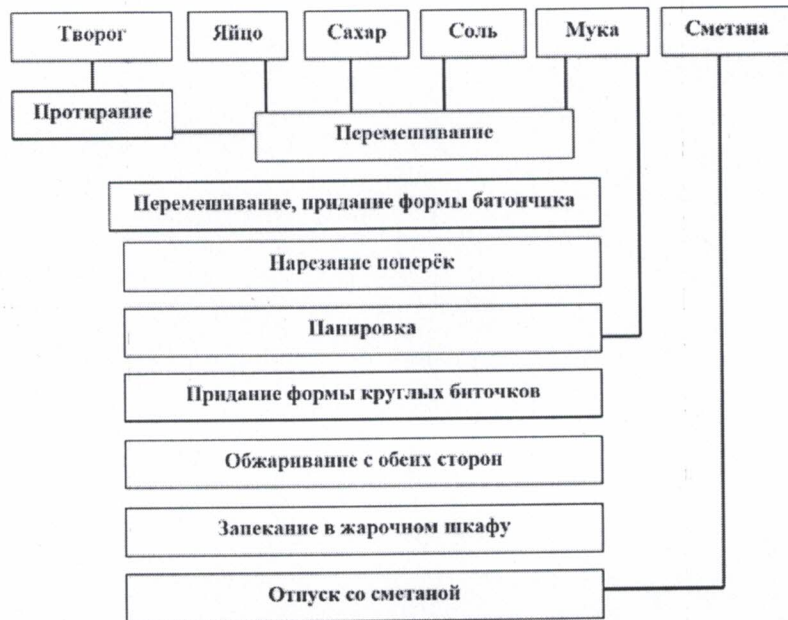 Творог
Яйцо
Сахар
Соль
Мука
Сметана
Протирание
Перемешивание
Перемешивание, придание формы батончика
Нарезание поперёк
Панировка
Придание формы круглых биточков
Обжаривание с обеих сторон
Запекание в жарочном шкафу
Отпуск со сметаной